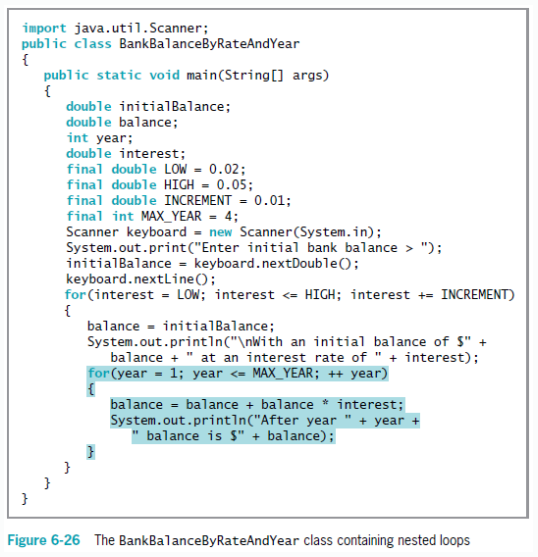 import java.util.Scanner;
public class BankBalanceByRateAndYear
{
   public static void main(String[] args)
   {
      double initialBalance;
      double balance;
      int year;
      double interest;
      final double LOW = 0.02;
      final double HIGH = 0.05;
      final double INCREMENT = 0.01;
      final int MAX_YEAR = 4;
      Scanner keyboard = new Scanner(System.in);
      System.out.print("Enter initial bank balance > ");
      initialBalance = keyboard.nextDouble();
      keyboard.nextLine();
      for(interest = LOW; interest <= HIGH; interest += INCREMENT)
      {
         balance = initialBalance;
         System.out.println("\nWith an initial balance of $" +
            balance + " at an interest rate of " + interest);
         for(year = 1; year <= MAX_YEAR; ++ year)
         {
            balance = balance + balance * interest;
            System.out.println("After year " + year +
               " balance is $" + balance);
         }
      }
   }
}
Figure 6-26 The BankBalanceByRateAndYear class containing nested loops